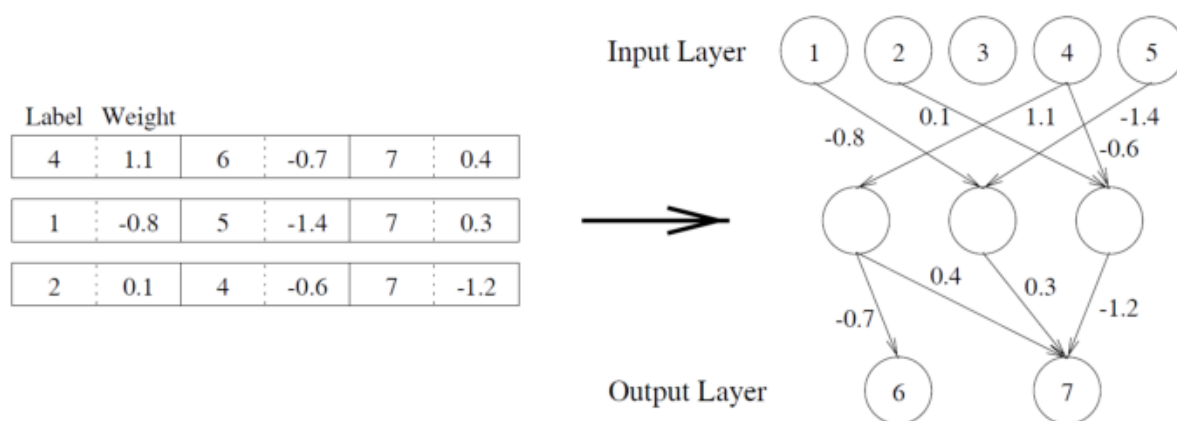 Label Weight
4 1.1 6 -0.7 7 0.4
1 -0.8 5 -1.4 7 0.3
2 0.1 4 -0.6 7 -1.2
Input Layer 1 2 3 4 5
-0.8 0.1 1.1 -0.6 -1.4
-0.7 0.4 0.3 -1.2
Output Layer 6 7